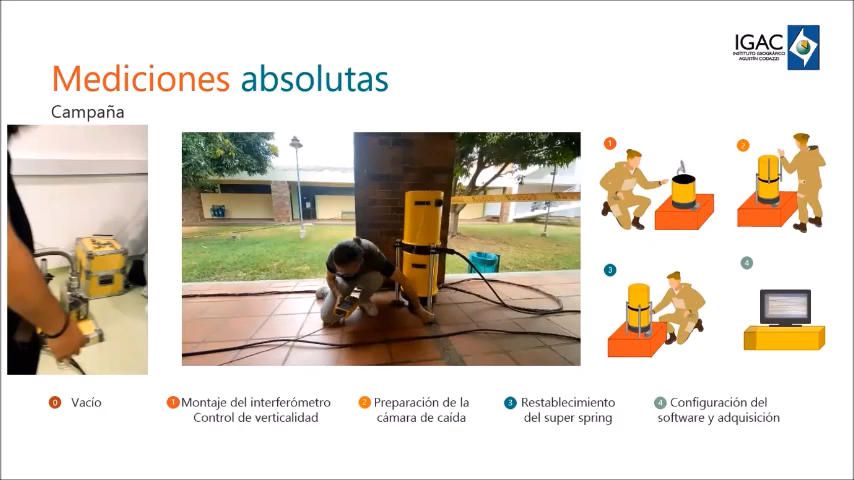 IGAC
INSTITUTO GEOGRÁFICO
AGUSTÍN CODAZZI
Mediciones absolutas
Campaña
1
2
3
4
0 Vacío
1 Montaje del interferómetro
Control de verticalidad
2 Preparación de la
cámara de caída
3 Restablecimiento
del super spring
4 Configuración del
software y adquisición